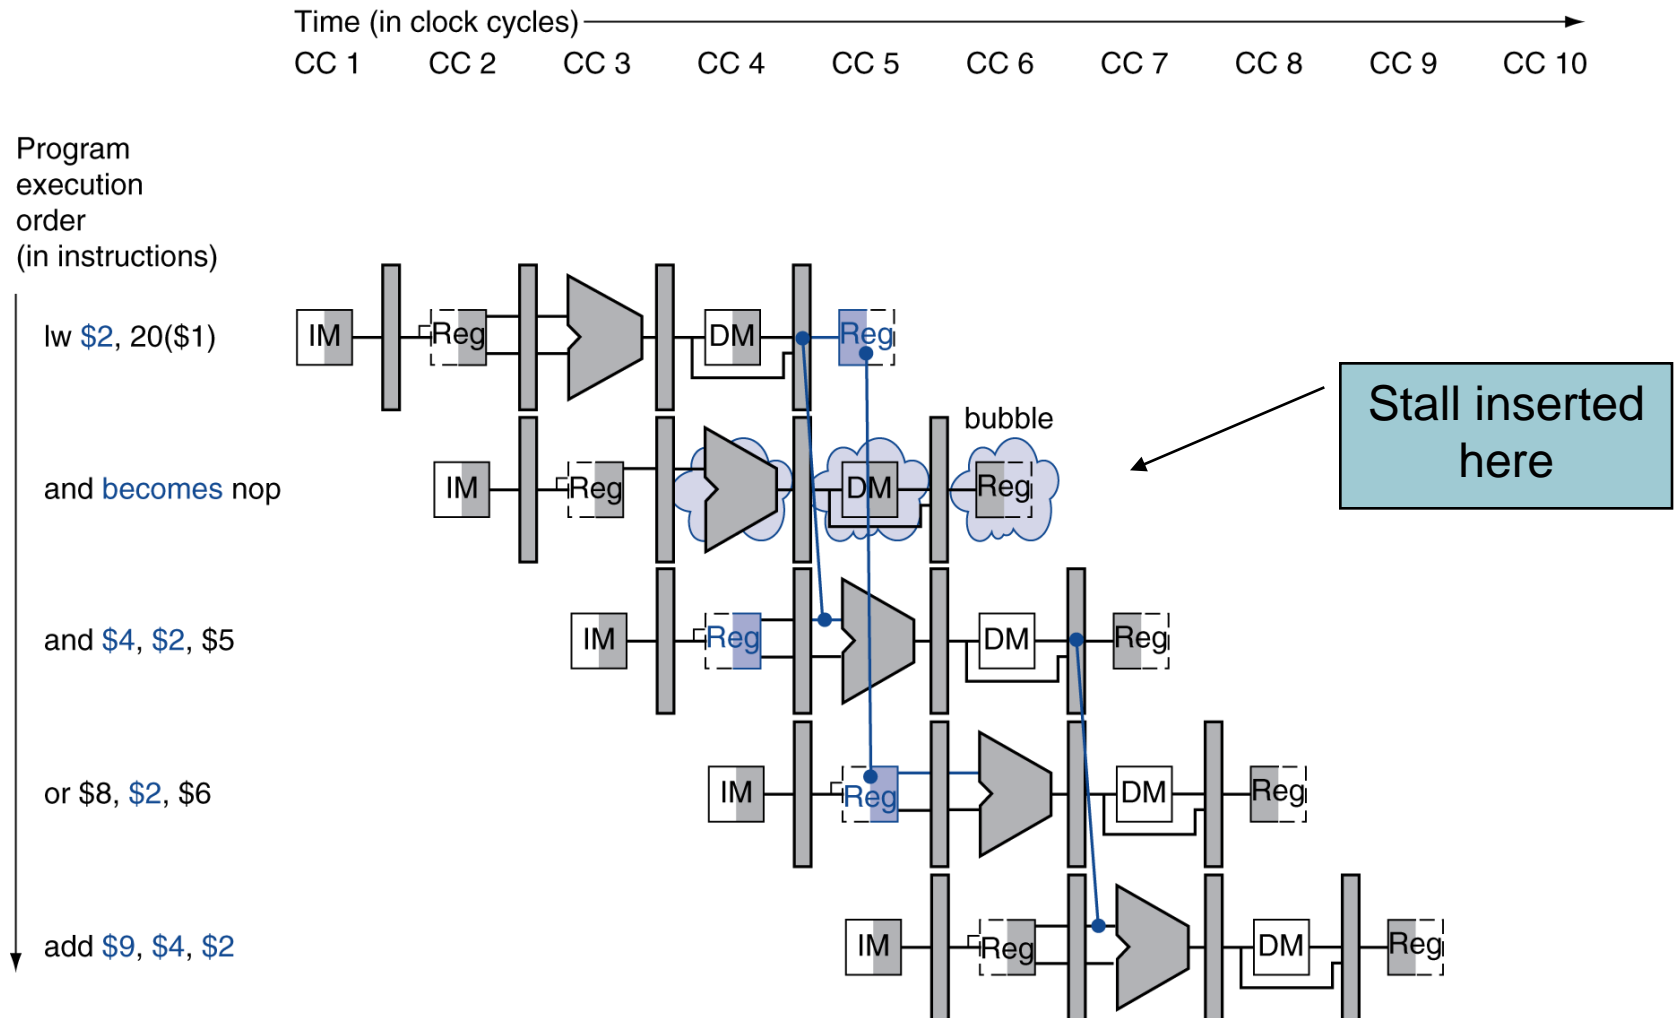 Time (in clock cycles)
CC 1 CC 2 CC 3 CC 4 CC 5 CC 6 CC 7 CC 8 CC 9 CC 10
Program
execution
order
(in instructions)
lw $2, 20($1)
IM Reg DM Reg
Stall inserted
here
bubble
and becomes nop
IM Reg DM Reg
and $4, $2, $5
IM Reg DM Reg
or $8, $2, $6
IM Reg DM Reg
add $9, $4, $2
IM Reg DM Reg